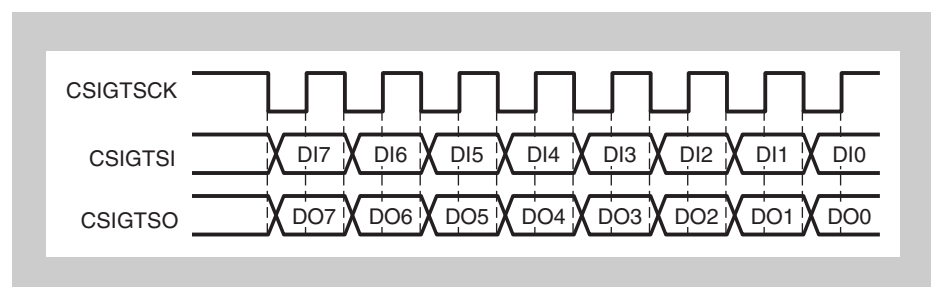 CSIGTSCK
CSIGTSI DI7 DI6 DI5 DI4 DI3 DI2 DI1 DI0
CSIGTSO DO7 DO6 DO5 DO4 DO3 DO2 DO1 DO0